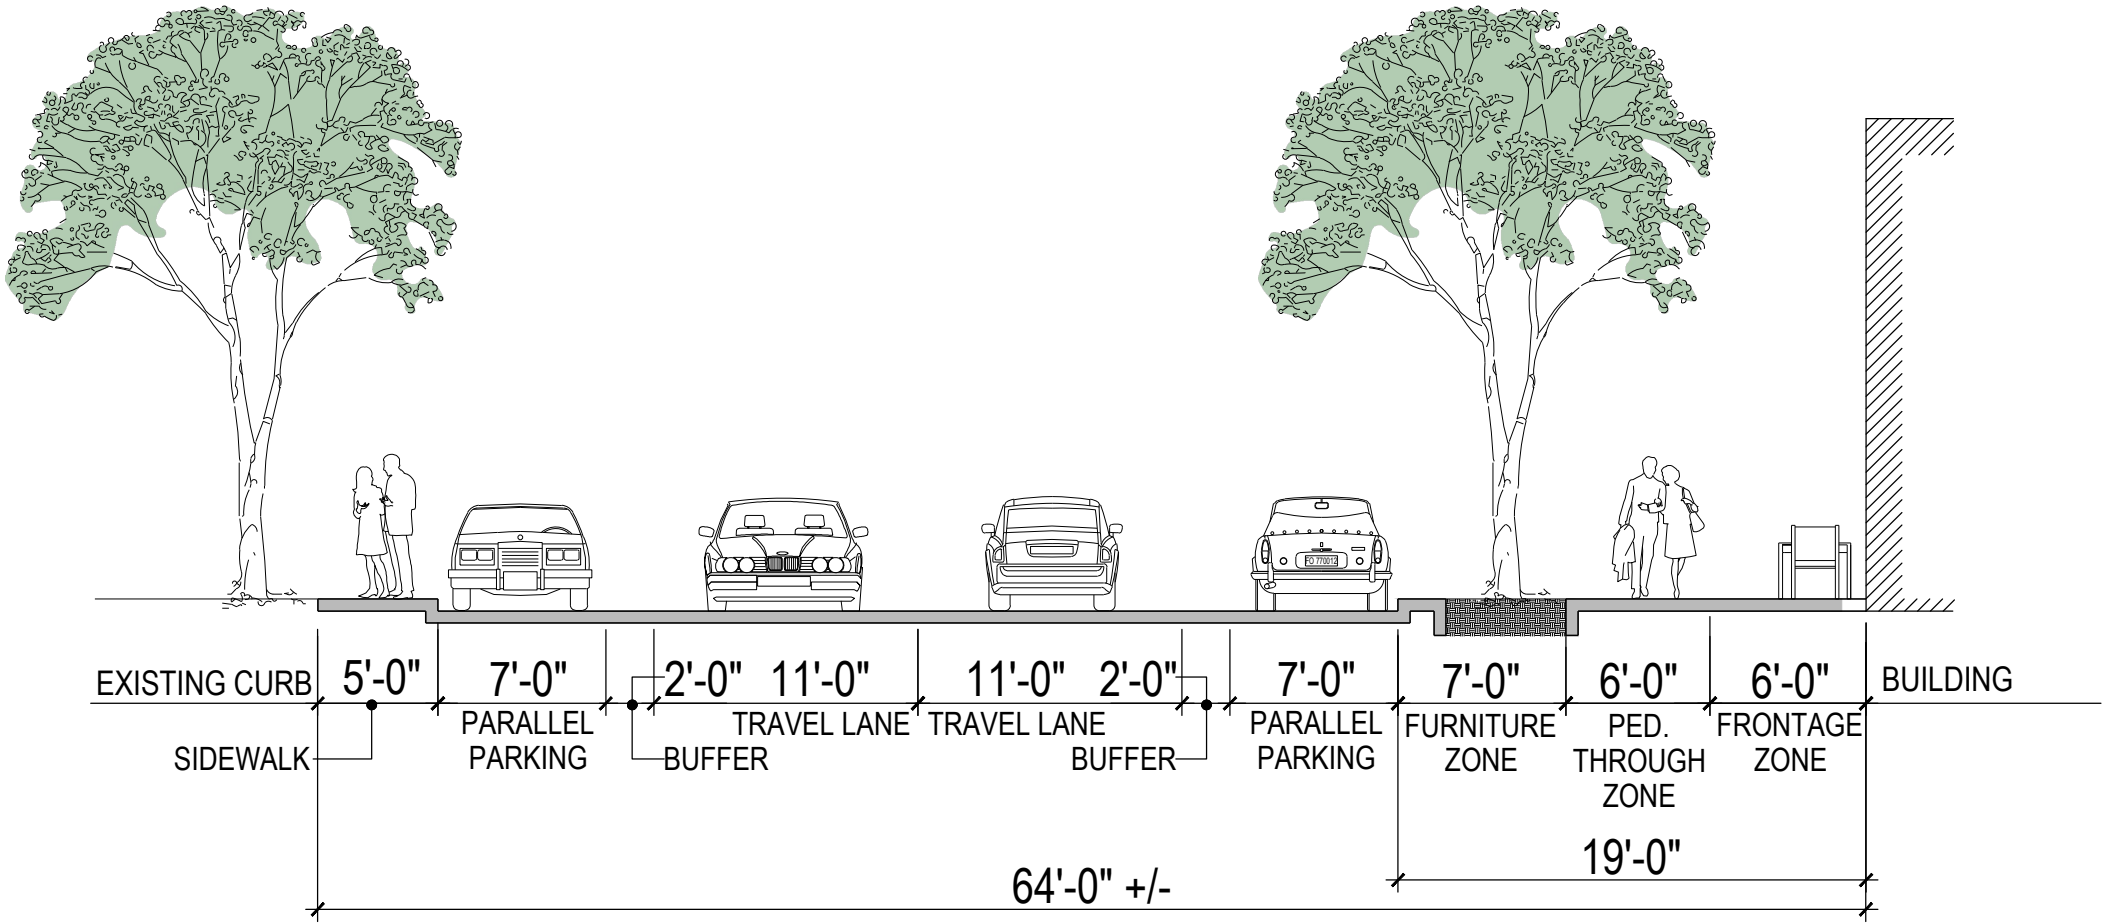 FO 770012
EXISTING CURB 5'-0" 7'-0" 2'-0" 11'-0" 11'-0" 2'-0" 7'-0" 7'-0" 6'-0" 6'-0" BUILDING
SIDEWALK
PARALLEL
PARKING
BUFFER
TRAVEL LANE
TRAVEL LANE
BUFFER
PARALLEL
PARKING
FURNITURE
ZONE
PED.
THROUGH
ZONE
FRONTAGE
ZONE
19'-0"
64'-0" +/-